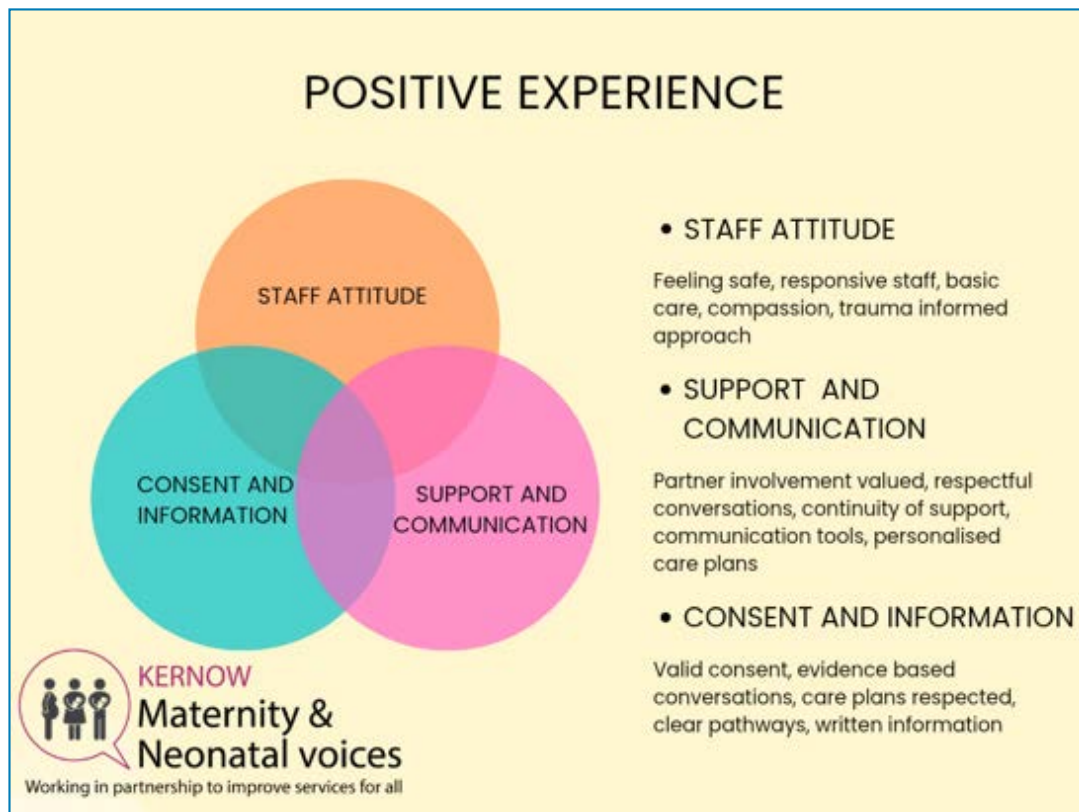 POSITIVE EXPERIENCE
STAFF ATTITUDE
CONSENT AND
INFORMATION
SUPPORT AND
COMMUNICATION
• STAFF ATTITUDE
Feeling safe, responsive staff, basic
care, compassion, trauma informed
approach
• SUPPORT AND
COMMUNICATION
Partner involvement valued, respectful
conversations, continuity of support,
communication tools, personalised
care plans
• CONSENT AND INFORMATION
Valid consent, evidence based
conversations, care plans respected,
clear pathways, written information
KERNOW
Maternity &
Neonatal voices
Working in partnership to improve services for all